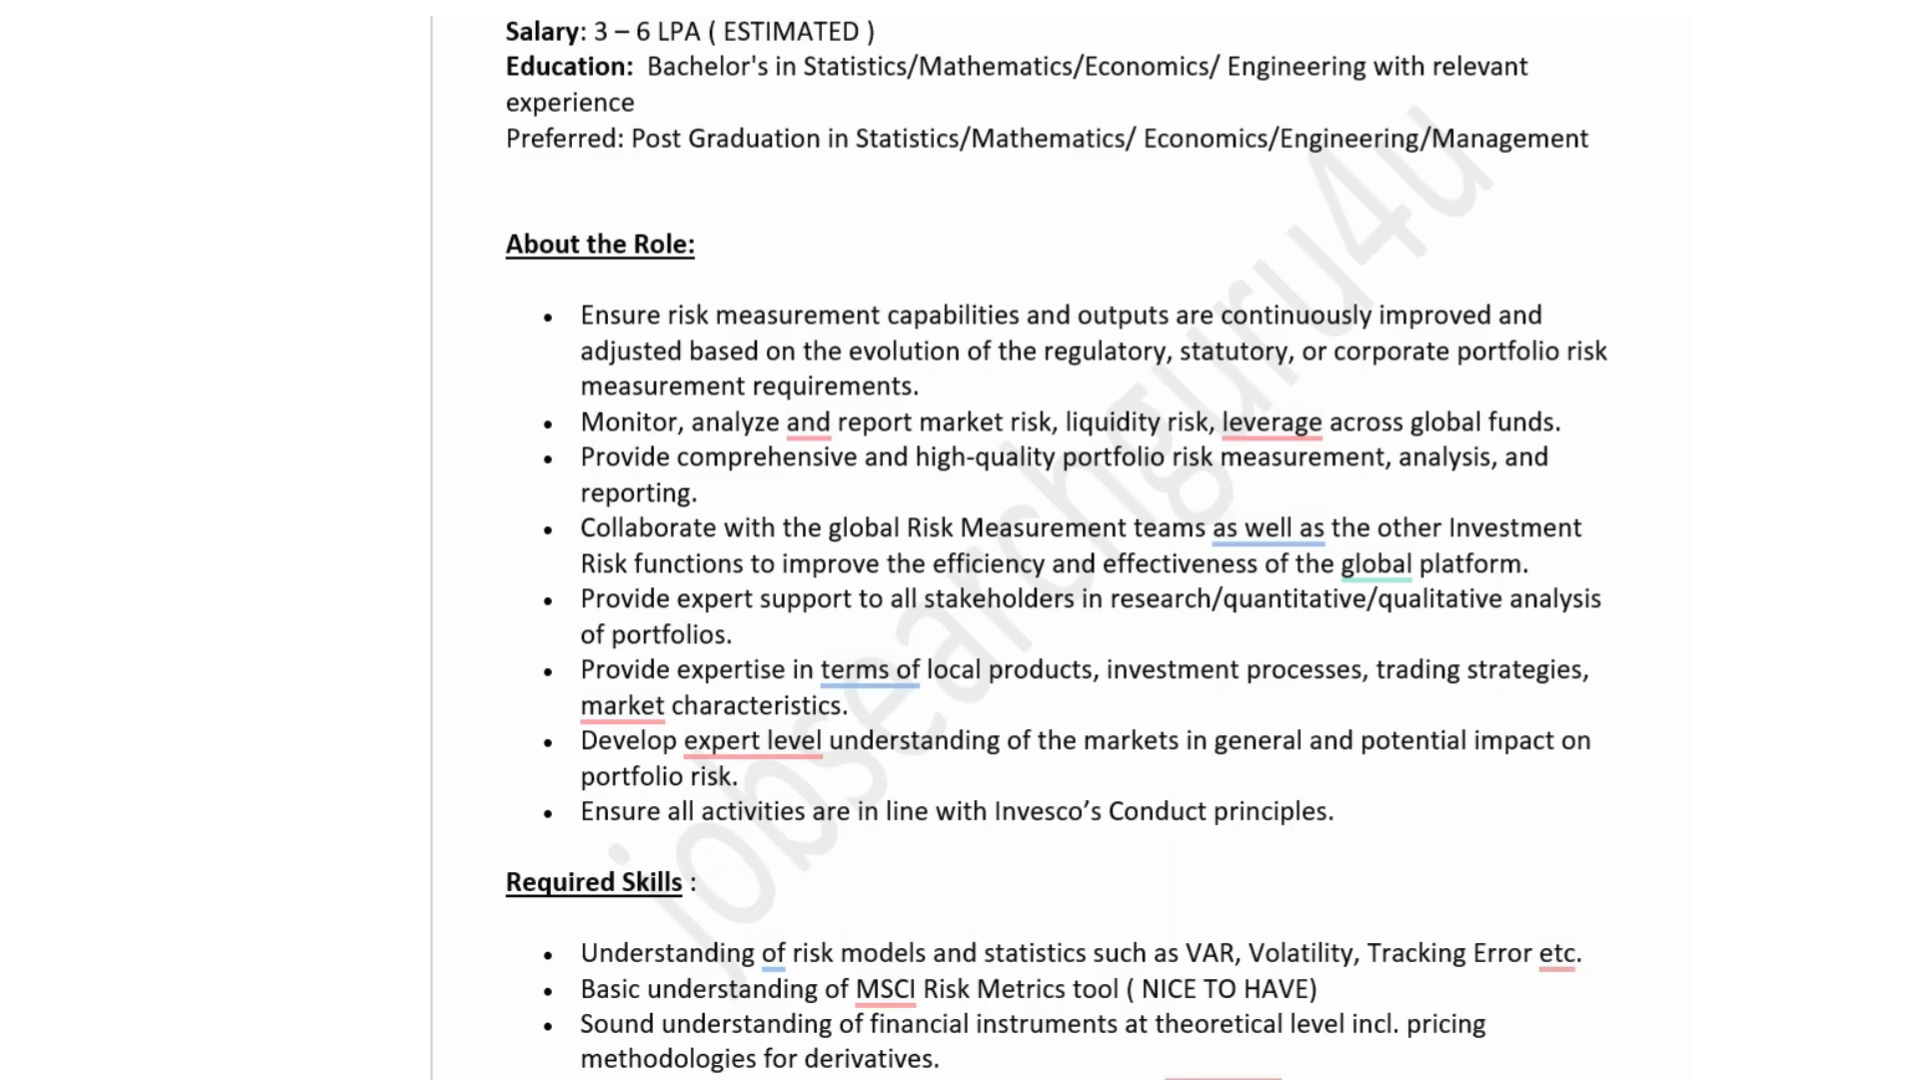 Salary: 3 – 6 LPA ( ESTIMATED )
Education:  Bachelor's in Statistics/Mathematics/Economics/ Engineering with relevant
experience
Preferred: Post Graduation in Statistics/Mathematics/ Economics/Engineering/Management
About the Role:
• Ensure risk measurement capabilities and outputs are continuously improved and
adjusted based on the evolution of the regulatory, statutory, or corporate portfolio risk
measurement requirements.
• Monitor, analyze and report market risk, liquidity risk, leverage across global funds.
• Provide comprehensive and high-quality portfolio risk measurement, analysis, and
reporting.
• Collaborate with the global Risk Measurement teams as well as the other Investment
Risk functions to improve the efficiency and effectiveness of the global platform.
• Provide expert support to all stakeholders in research/quantitative/qualitative analysis
of portfolios.
• Provide expertise in terms of local products, investment processes, trading strategies,
market characteristics.
• Develop expert level understanding of the markets in general and potential impact on
portfolio risk.
• Ensure all activities are in line with Invesco’s Conduct principles.
Required Skills :
• Understanding of risk models and statistics such as VAR, Volatility, Tracking Error etc.
• Basic understanding of MSCI Risk Metrics tool ( NICE TO HAVE)
• Sound understanding of financial instruments at theoretical level incl. pricing
methodologies for derivatives.
jobsearchguru4u